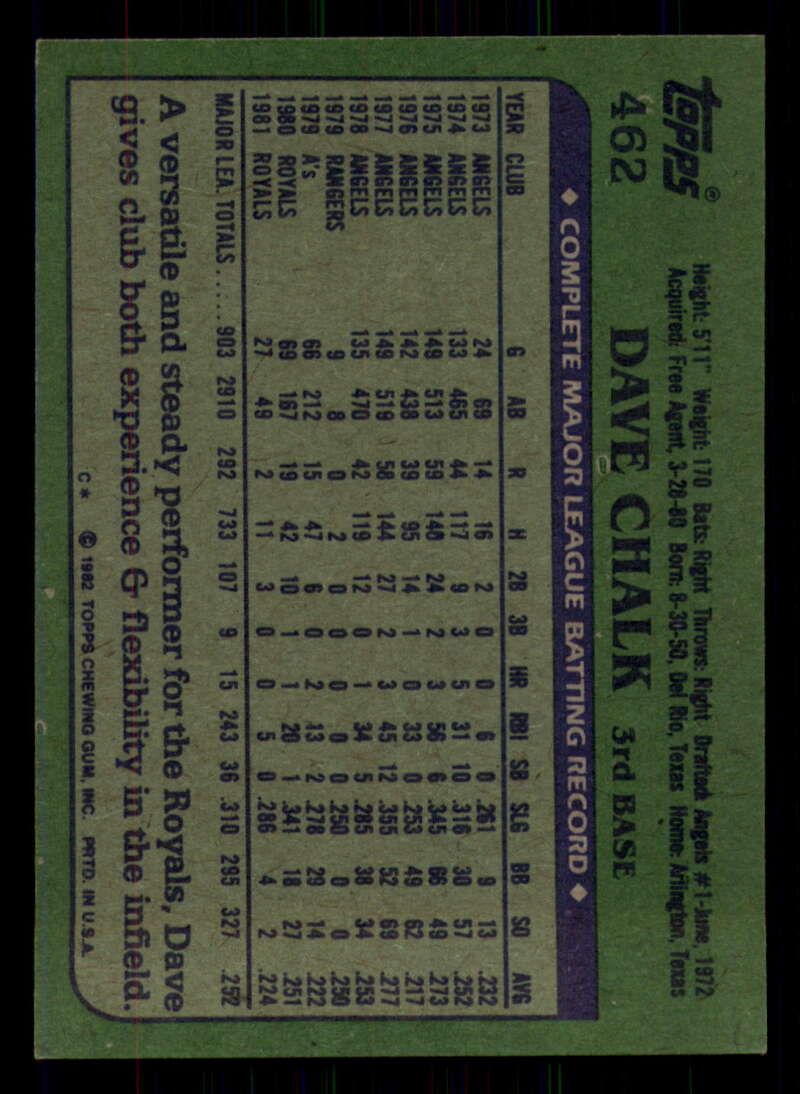 Topps®
462 DAVE CHALK 3rd BASE
Height: 5'11" Weight: 170 Bats: Right Throws: Right Drafted: Angels #1-June, 1972
Acquired: Free Agent, 3-28-80 Born: 8-30-50, Del Rio, Texas Home: Arlington, Texas
◆ COMPLETE MAJOR LEAGUE BATTING RECORD ◆
YEAR CLUB G AB R H 2B 3B HR RBI SB SLG BB SO AVG
1973 ANGELS 24 69 14 16 2 0 0 6 0 .261 9 13 .232
1974 ANGELS 133 465 44 117 9 3 5 31 10 .316 30 57 .252
1975 ANGELS 149 513 59 140 24 2 3 56 6 .345 66 49 .273
1976 ANGELS 142 438 39 95 14 1 0 33 0 .253 49 62 .217
1977 ANGELS 149 519 58 144 27 2 3 45 12 .355 52 69 .277
1978 ANGELS 135 470 42 119 12 0 1 34 5 .285 38 34 .253
1979 RANGERS 9 8 0 2 0 0 0 0 0 .250 0 0 .250
1979 A's 66 212 15 47 6 0 2 13 2 .278 29 14 .222
1980 ROYALS 69 167 19 42 10 1 1 20 1 .341 18 27 .251
1981 ROYALS 27 49 2 11 3 0 0 5 0 .286 4 2 .224
MAJOR LEA. TOTALS..... 903 2910 292 733 107 9 15 243 36 .310 295 327 .252
A versatile and steady performer for the Royals, Dave
gives club both experience & flexibility in the infield.
C* © 1982 TOPPS CHEWING GUM, INC. PRTD. IN U.S.A.